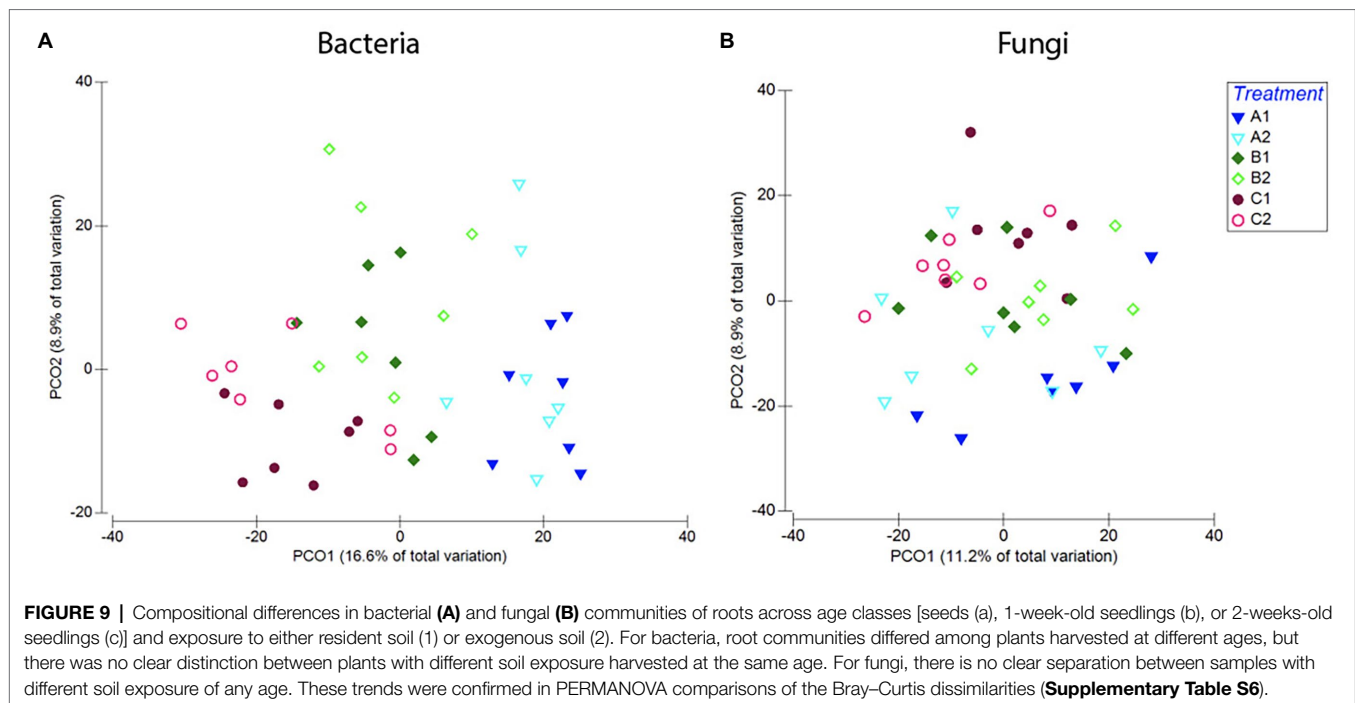 A
Bacteria
40
20
0
-20
PCO2 (8.9% of total variation)
-40
-20
0
20
40
PCO1 (16.6% of total variation)
B
Fungi
40
20
0
-20
-40
PCO2 (8.9% of total variation)
-40
-20
0
20
40
PCO1 (11.2% of total variation)
Treatment
A1
A2
B1
B2
C1
C2
FIGURE 9 | Compositional differences in bacterial (A) and fungal (B) communities of roots across age classes [seeds (a), 1-week-old seedlings (b), or 2-weeks-old
seedlings (c)] and exposure to either resident soil (1) or exogenous soil (2). For bacteria, root communities differed among plants harvested at different ages, but
there was no clear distinction between plants with different soil exposure harvested at the same age. For fungi, there is no clear separation between samples with
different soil exposure of any age. These trends were confirmed in PERMANOVA comparisons of the Bray–Curtis dissimilarities (Supplementary Table S6).